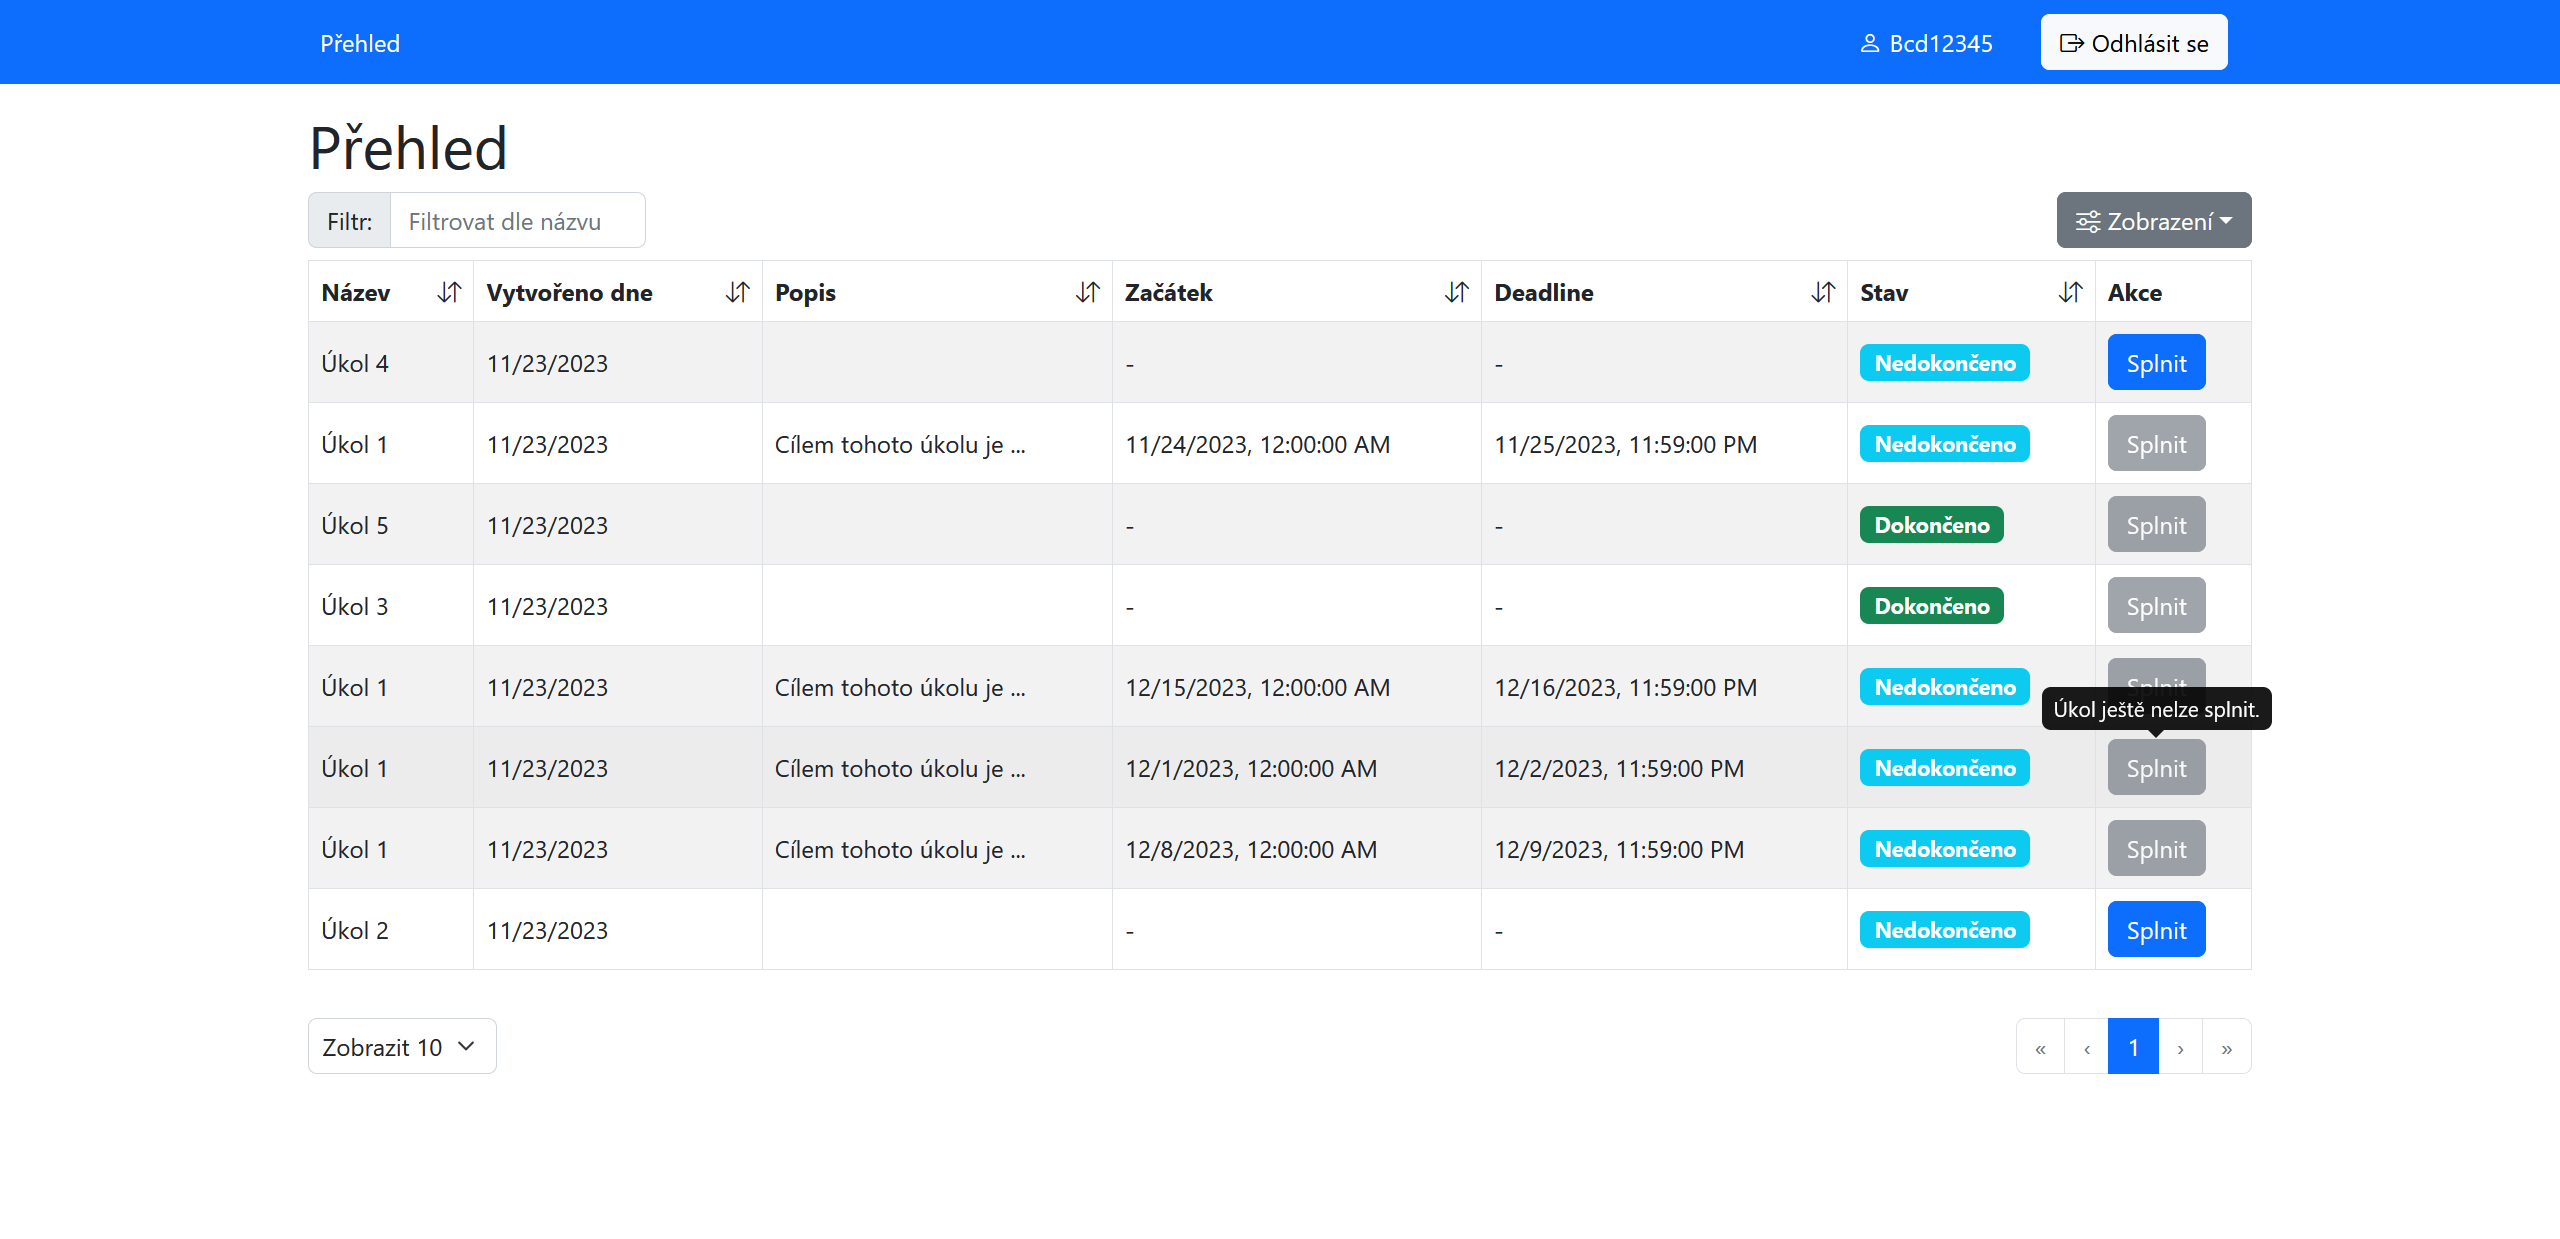 Přehled Bcd12345 Odhlásit se
Přehled
Filtr: Filtrovat dle názvu Zobrazení
Název Vytvořeno dne Popis Začátek Deadline Stav Akce
Úkol 4 11/23/2023 - - Nedokončeno Splnit
Úkol 1 11/23/2023 Cílem tohoto úkolu je ... 11/24/2023, 12:00:00 AM 11/25/2023, 11:59:00 PM Nedokončeno Splnit
Úkol 5 11/23/2023 - - Dokončeno Splnit
Úkol 3 11/23/2023 - - Dokončeno Splnit
Úkol 1 11/23/2023 Cílem tohoto úkolu je ... 12/15/2023, 12:00:00 AM 12/16/2023, 11:59:00 PM Nedokončeno Splnit
Úkol ještě nelze splnit.
Úkol 1 11/23/2023 Cílem tohoto úkolu je ... 12/1/2023, 12:00:00 AM 12/2/2023, 11:59:00 PM Nedokončeno Splnit
Úkol 1 11/23/2023 Cílem tohoto úkolu je ... 12/8/2023, 12:00:00 AM 12/9/2023, 11:59:00 PM Nedokončeno Splnit
Úkol 2 11/23/2023 - - Nedokončeno Splnit
Zobrazit 10 « ‹ 1 › »